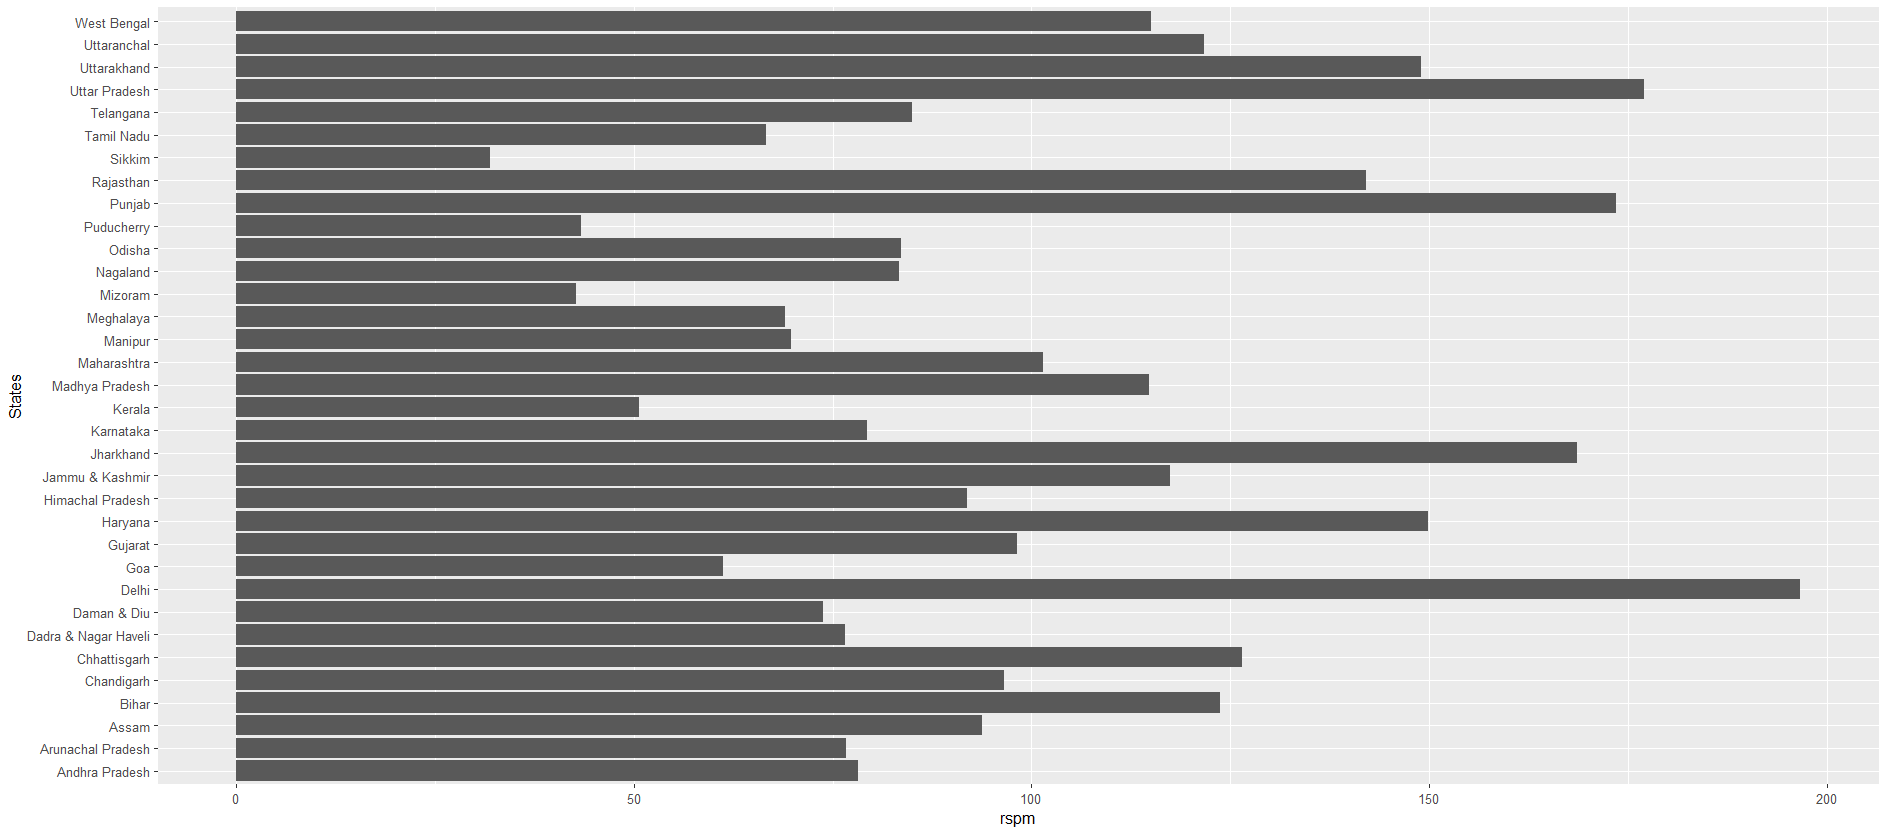 West Bengal
Uttaranchal
Uttarakhand
Uttar Pradesh
Telangana
Tamil Nadu
Sikkim
Rajasthan
Punjab
Puducherry
Odisha
Nagaland
Mizoram
Meghalaya
Manipur
Maharashtra
Madhya Pradesh
Kerala
Karnataka
Jharkhand
Jammu & Kashmir
Himachal Pradesh
Haryana
Gujarat
Goa
Delhi
Daman & Diu
Dadra & Nagar Haveli
Chhattisgarh
Chandigarh
Bihar
Assam
Arunachal Pradesh
Andhra Pradesh
States
0 50 100 150 200
rspm